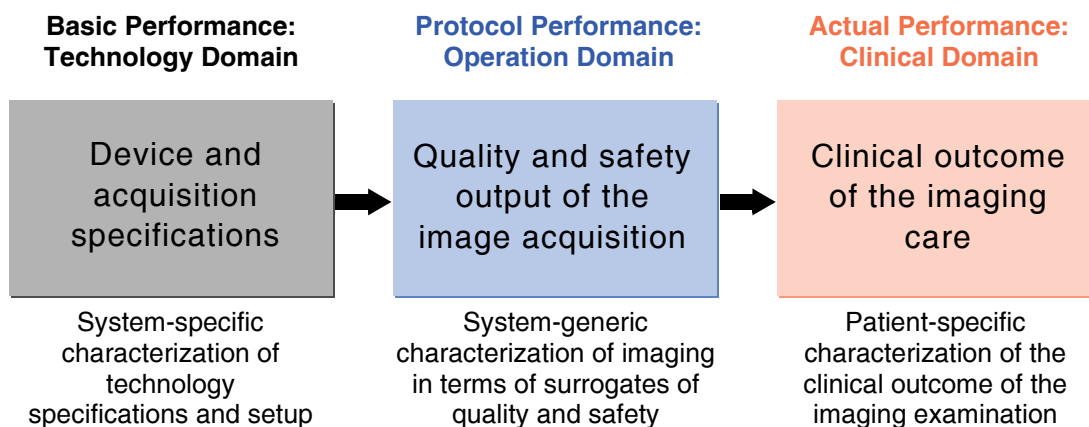 Basic Performance:
Technology Domain
Device and
acquisition
specifications
System-specific
characterization of
technology
specifications and setup
Protocol Performance:
Operation Domain
Quality and safety
output of the
image acquisition
System-generic
characterization of imaging
in terms of surrogates of
quality and safety
Actual Performance:
Clinical Domain
Clinical outcome
of the imaging
care
Patient-specific
characterization of the
clinical outcome of the
imaging examination